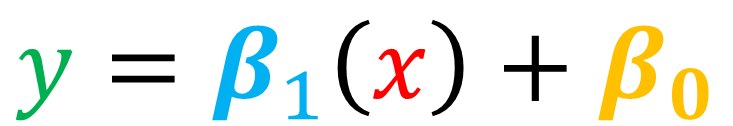 y = β₁(x) + β₀